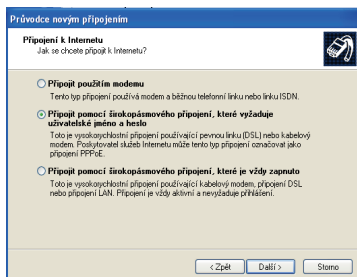 Průvodce novým připojením
Připojení k Internetu
Jak se chcete připojit k Internetu?
Připojit použitím modemu
Tento typ připojení používá modem a běžnou telefonní linku nebo linku ISDN.
Připojit pomocí širokopásmového připojení, které vyžaduje
uživatelské jméno a heslo
Toto je vysokorychlostní připojení používající pevnou linku (DSL) nebo kabelový
modem. Poskytovatel služeb Internetu může tento typ připojení označovat jako
připojení PPPoE.
Připojit pomocí širokopásmového připojení, které je vždy zapnuto
Toto je vysokorychlostní připojení používající kabelový modem, připojení DSL
nebo připojení LAN. Připojení je vždy aktivní a nevyžaduje přihlášení.
< Zpět Další > Storno